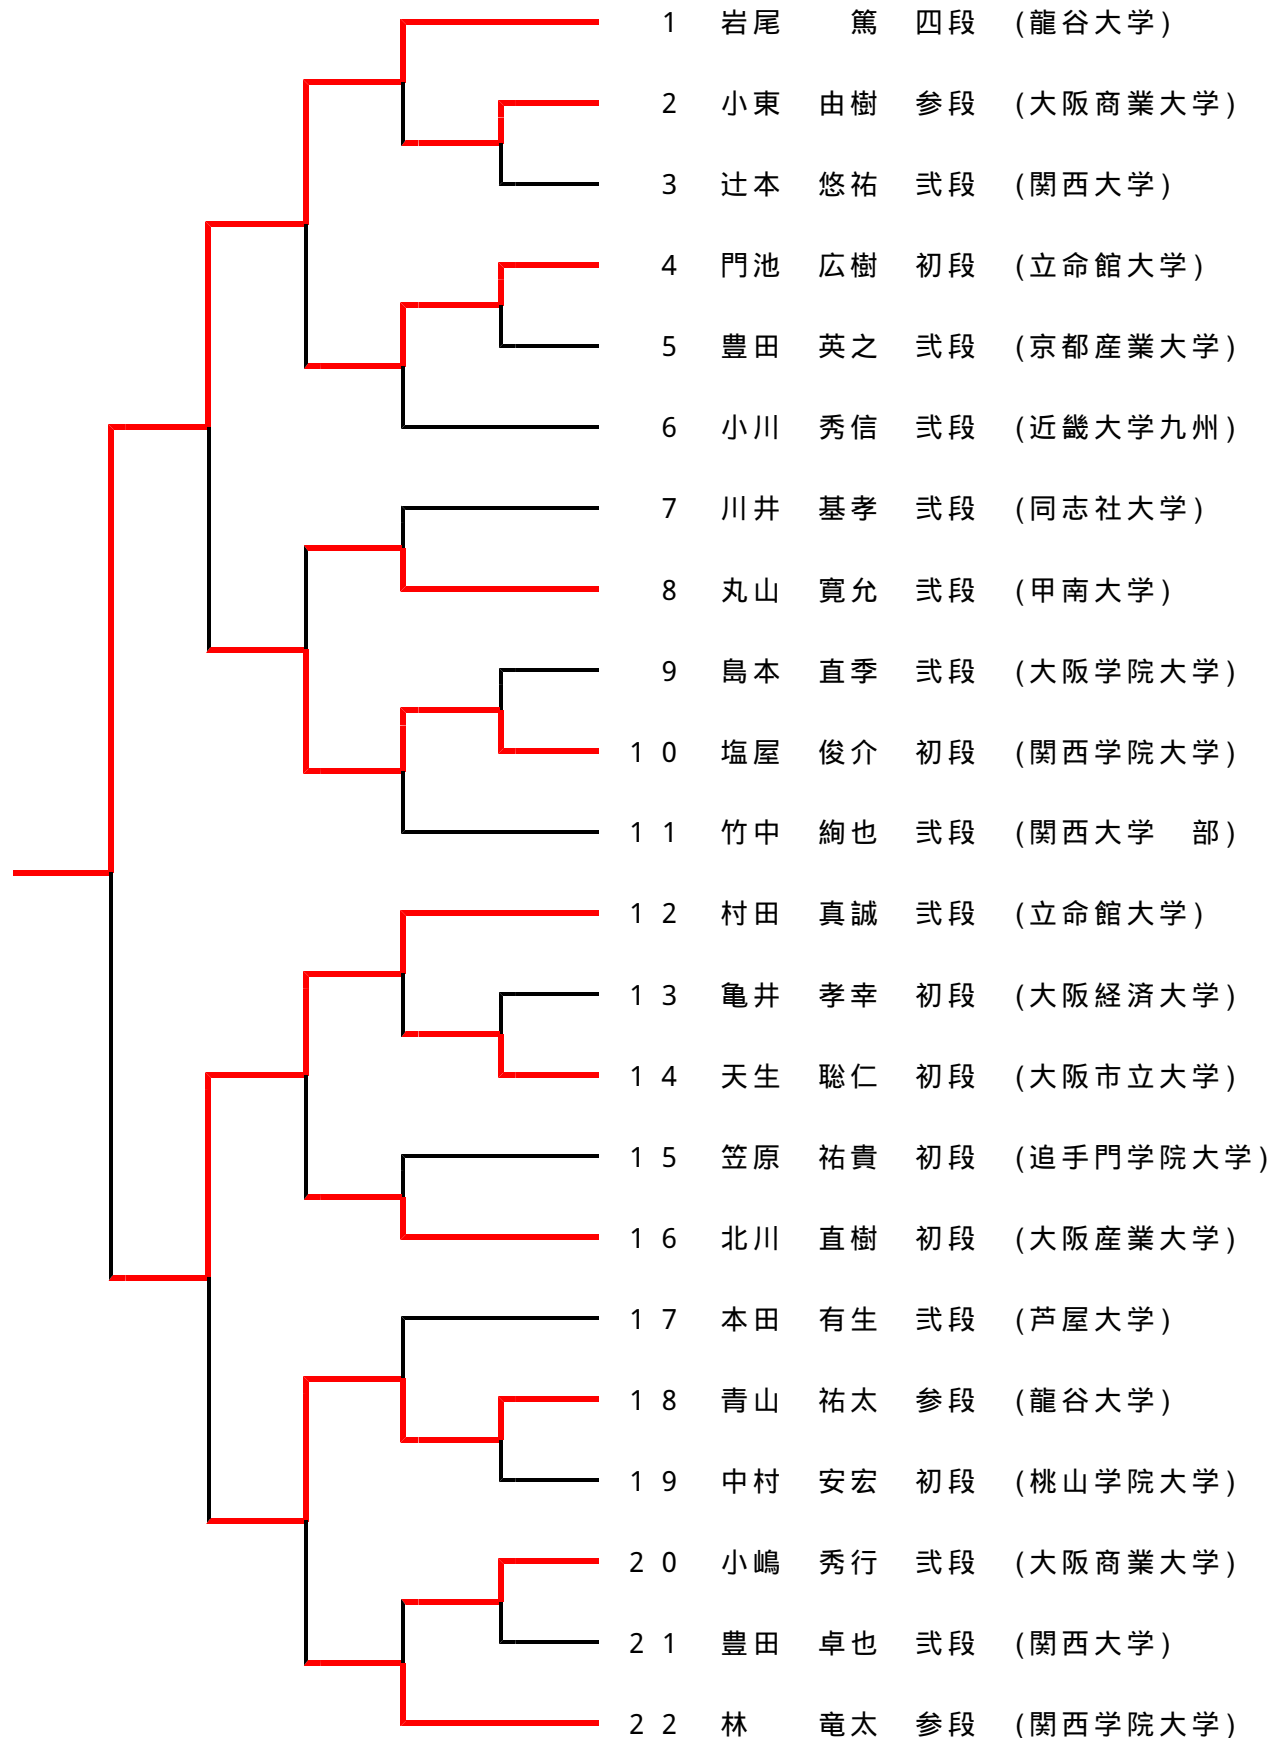 1 岩尾 篤 四段 (龍谷大学)
2 小東 由樹 参段 (大阪商業大学)
3 辻本 悠祐 弐段 (関西大学)
4 門池 広樹 初段 (立命館大学)
5 豊田 英之 弐段 (京都産業大学)
6 小川 秀信 弐段 (近畿大学九州)
7 川井 基孝 弐段 (同志社大学)
8 丸山 寛允 弐段 (甲南大学)
9 島本 直季 弐段 (大阪学院大学)
10 塩屋 俊介 初段 (関西学院大学)
11 竹中 絢也 弐段 (関西大学 部)
12 村田 真誠 弐段 (立命館大学)
13 亀井 孝幸 初段 (大阪経済大学)
14 天生 聡仁 初段 (大阪市立大学)
15 笠原 祐貴 初段 (追手門学院大学)
16 北川 直樹 初段 (大阪産業大学)
17 本田 有生 弐段 (芦屋大学)
18 青山 祐太 参段 (龍谷大学)
19 中村 安宏 初段 (桃山学院大学)
20 小嶋 秀行 弐段 (大阪商業大学)
21 豊田 卓也 弐段 (関西大学)
22 林 竜太 参段 (関西学院大学)